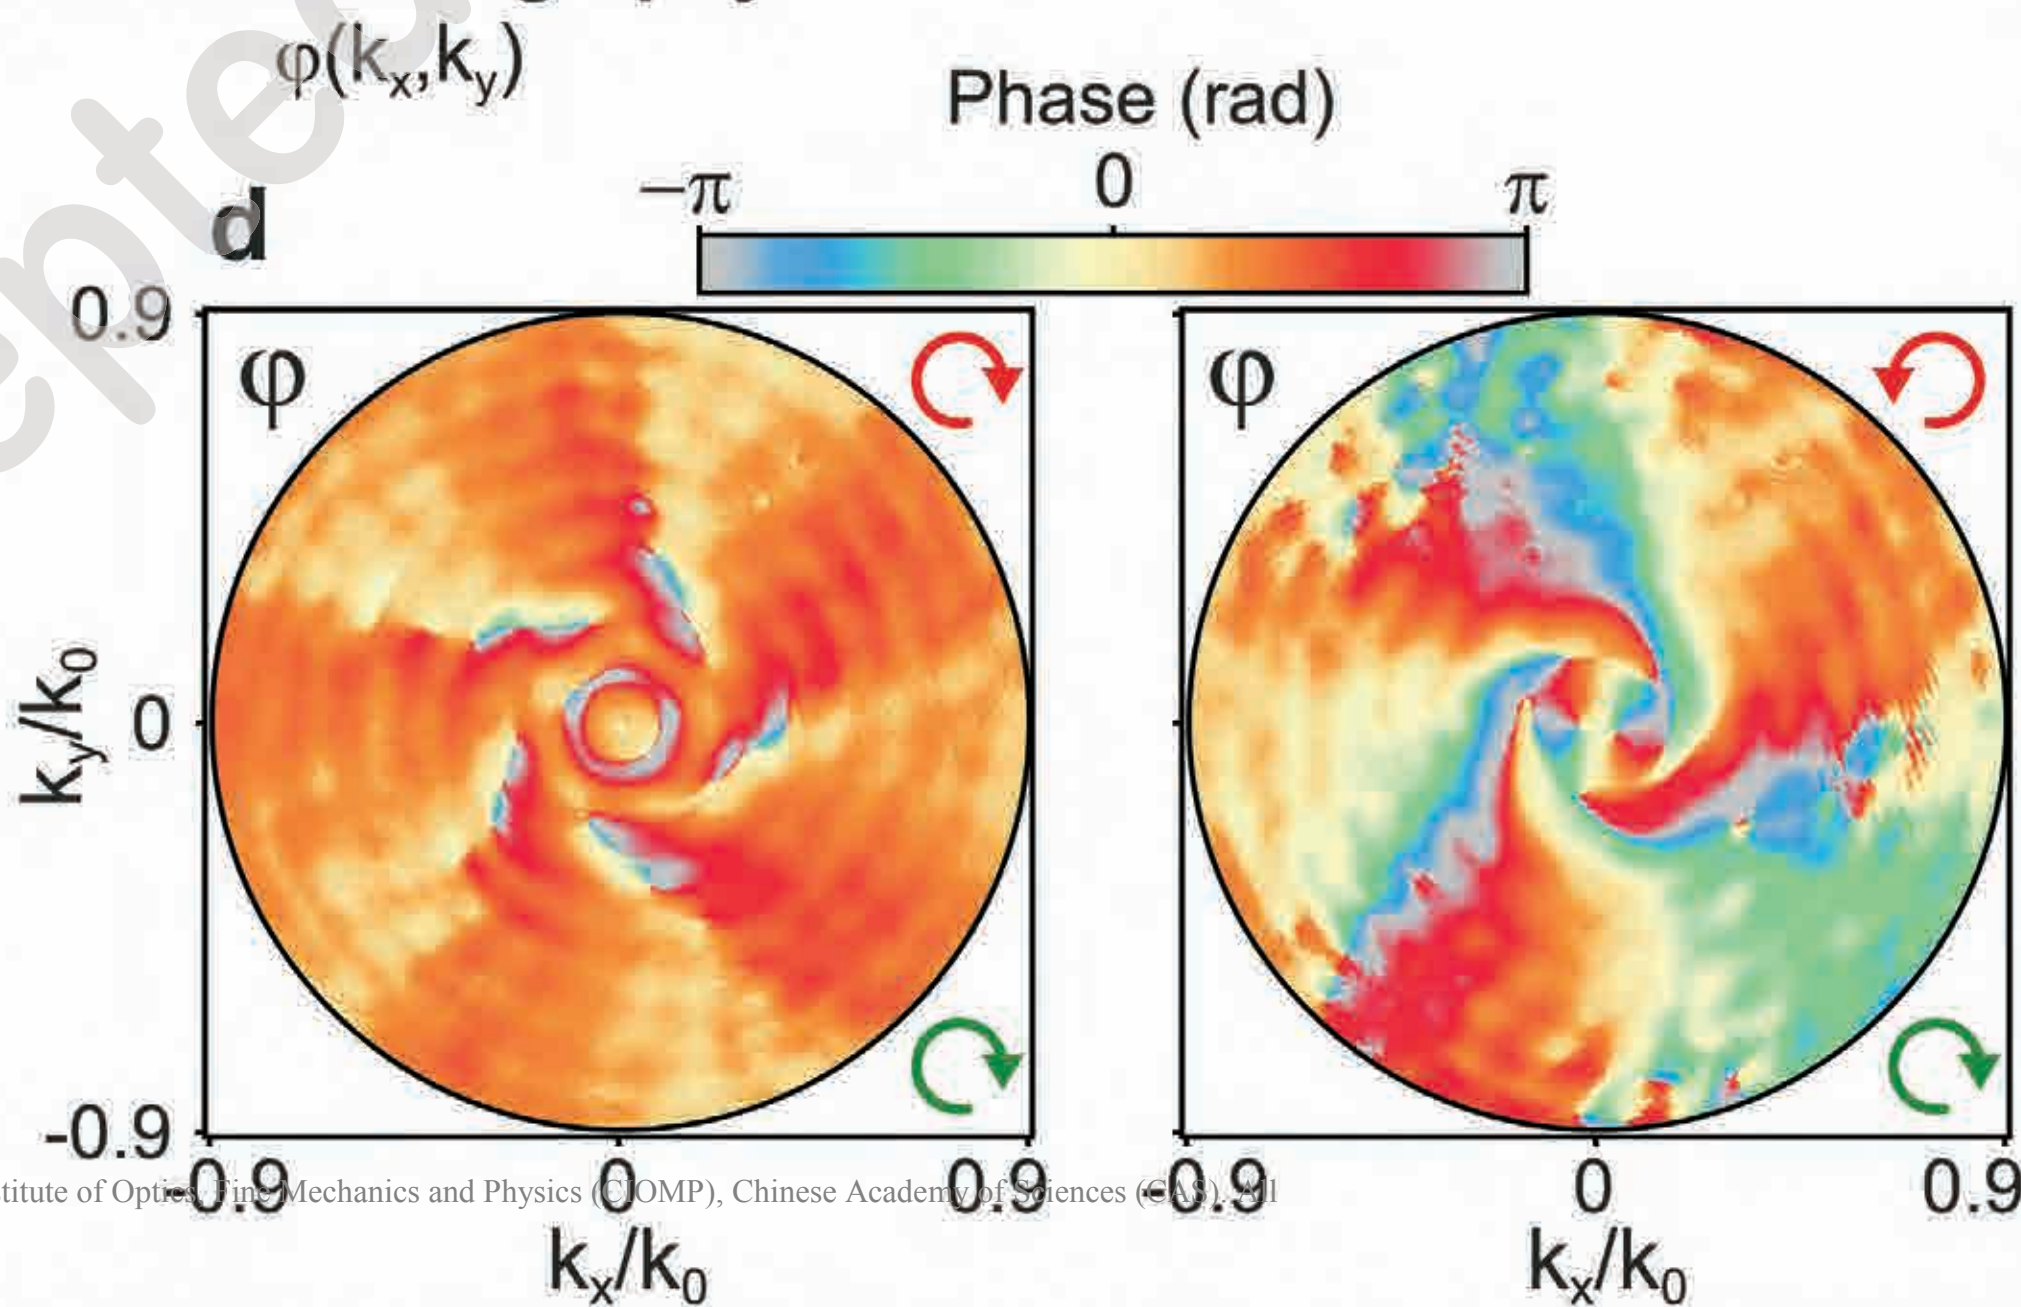 φ(kx,ky)
Phase (rad)
−π 0 π
d
0.9
φ φ
ky/k0
0
-0.9
-0.9 0 0.9 -0.9 0 0.9
titute of Optics, Fine Mechanics and Physics (CIOMP), Chinese Academy of Sciences (CAS). All
kx/k0 kx/k0